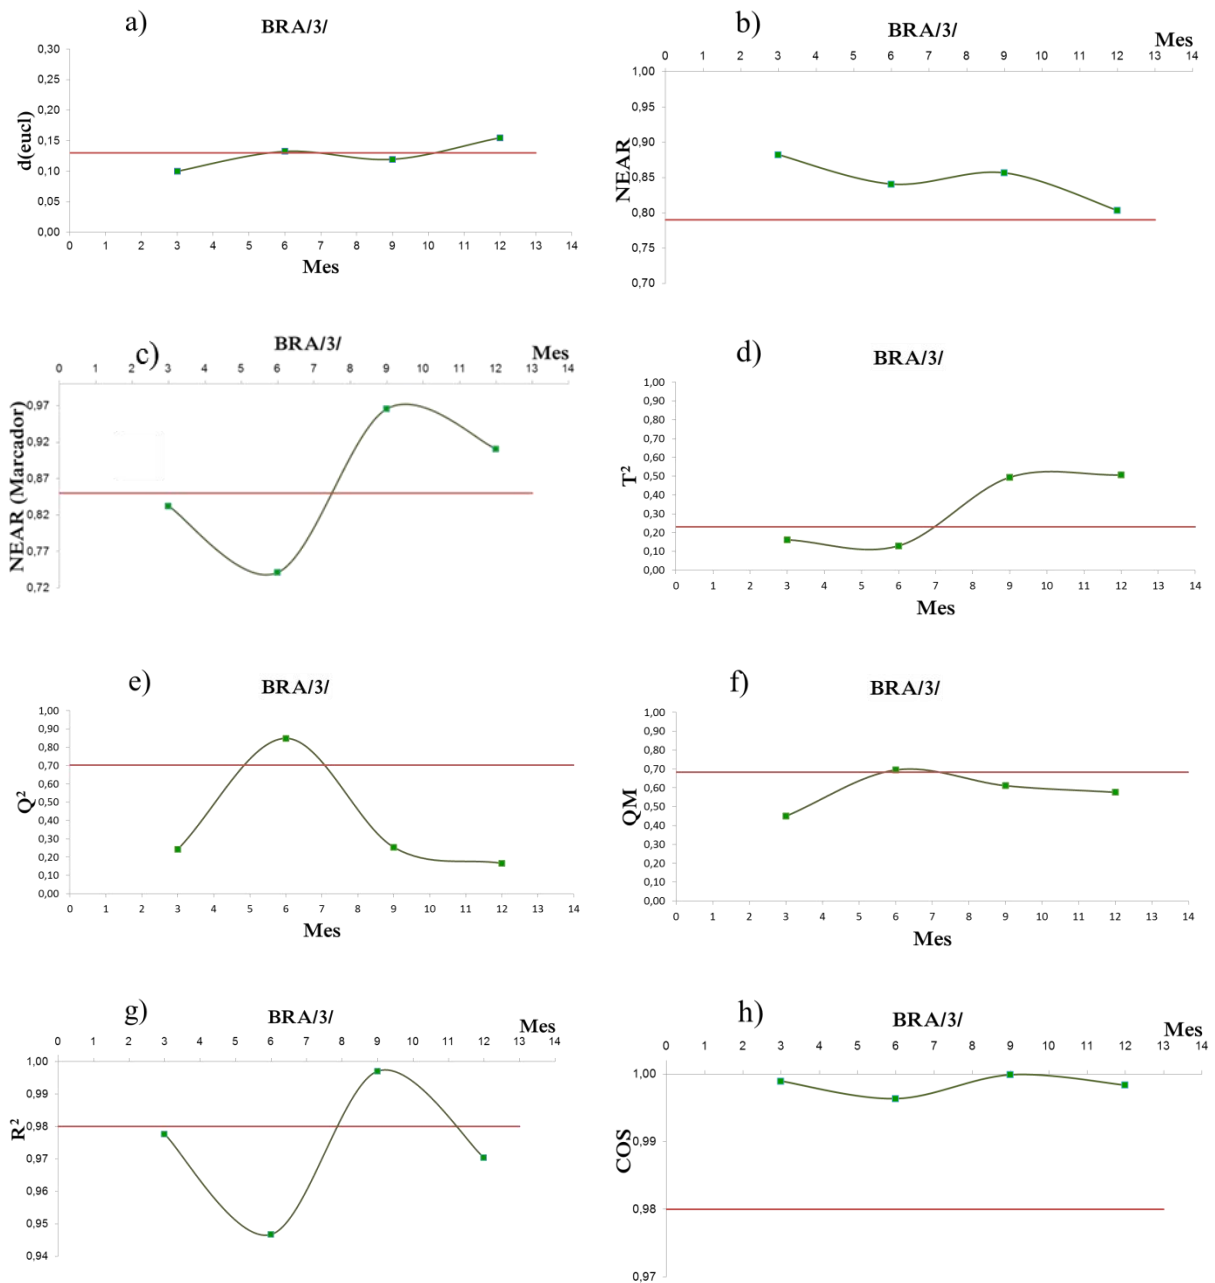 a)
BRA/3/
0,30
0,25
0,20
0,15
0,10
0,05
0,00
d(eucl)
0 1 2 3 4 5 6 7 8 9 10 11 12 13 14
Mes
b)
BRA/3/
Mes
0 1 2 3 4 5 6 7 8 9 10 11 12 13 14
1,00
0,95
0,90
0,85
0,80
0,75
0,70
NEAR
c)
BRA/3/
Mes
0 1 2 3 4 5 6 7 8 9 10 11 12 13 14
0,97
0,92
0,87
0,82
0,77
0,72
NEAR (Marcador)
d)
BRA/3/
1,00
0,90
0,80
0,70
0,60
0,50
0,40
0,30
0,20
0,10
0,00
T²
0 1 2 3 4 5 6 7 8 9 10 11 12 13 14
Mes
e)
BRA/3/
1,00
0,90
0,80
0,70
0,60
0,50
0,40
0,30
0,20
0,10
0,00
Q²
0 1 2 3 4 5 6 7 8 9 10 11 12 13 14
Mes
f)
BRA/3/
1,00
0,90
0,80
0,70
0,60
0,50
0,40
0,30
0,20
0,10
0,00
QM
0 1 2 3 4 5 6 7 8 9 10 11 12 13 14
Mes
g)
BRA/3/
Mes
0 1 2 3 4 5 6 7 8 9 10 11 12 13 14
1,00
0,99
0,98
0,97
0,96
0,95
0,94
R²
h)
BRA/3/
Mes
0 1 2 3 4 5 6 7 8 9 10 11 12 13 14
1,00
0,99
0,98
0,97
COS